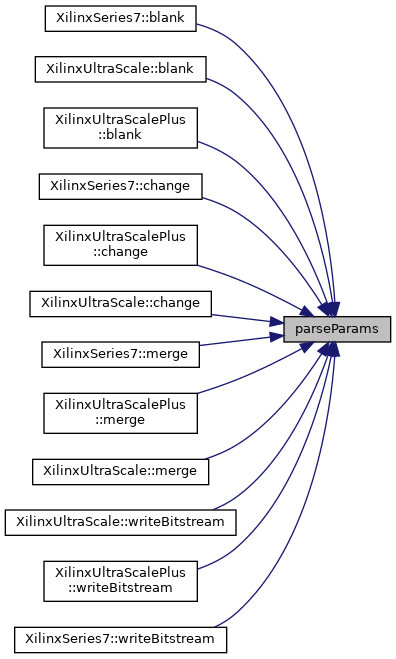 XilinxSeries7::blank
XilinxUltraScale::blank
XilinxUltraScalePlus
::blank
XilinxSeries7::change
XilinxUltraScalePlus
::change
XilinxUltraScale::change
parseParams
XilinxSeries7::merge
XilinxUltraScalePlus
::merge
XilinxUltraScale::merge
XilinxUltraScale::writeBitstream
XilinxUltraScalePlus
::writeBitstream
XilinxSeries7::writeBitstream